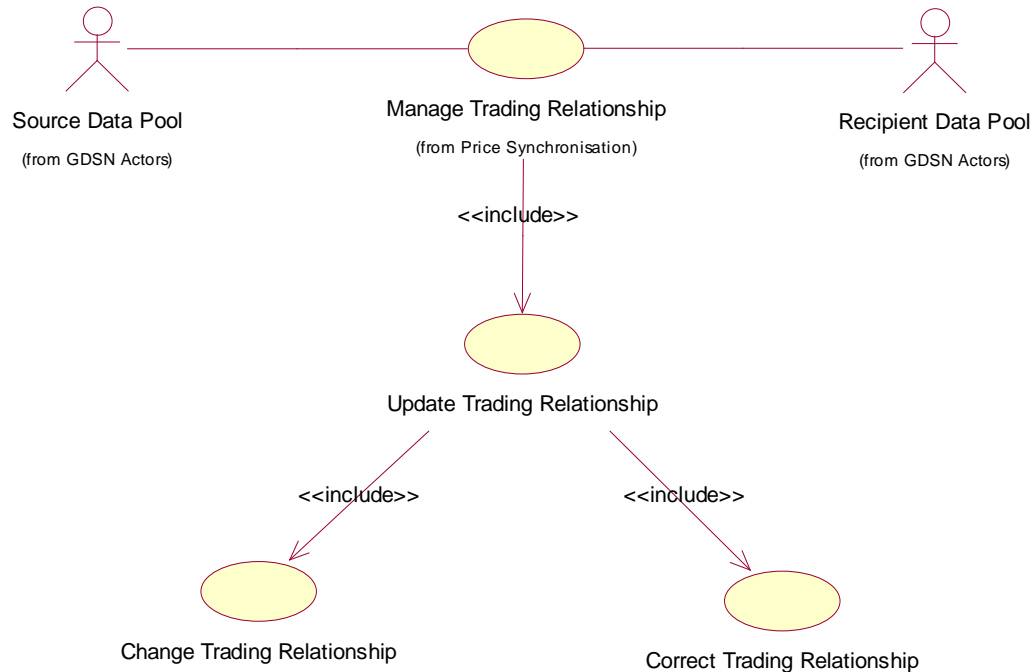 Source Data Pool
(from GDSN Actors)
Manage Trading Relationship
(from Price Synchronisation)
Recipient Data Pool
(from GDSN Actors)
<<include>>
Update Trading Relationship
<<include>>
<<include>>
Change Trading Relationship
Correct Trading Relationship